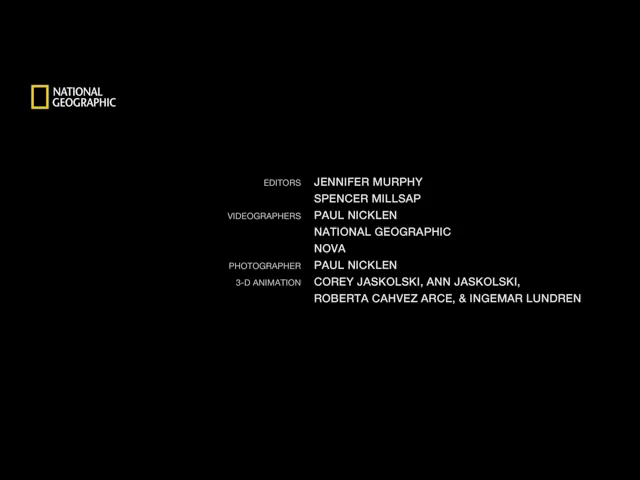 NATIONAL
GEOGRAPHIC
EDITORS JENNIFER MURPHY
SPENCER MILLSAP
VIDEOGRAPHERS PAUL NICKLEN
NATIONAL GEOGRAPHIC
NOVA
PHOTOGRAPHER PAUL NICKLEN
3-D ANIMATION COREY JASKOLSKI, ANN JASKOLSKI,
ROBERTA CAHVEZ ARCE, & INGEMAR LUNDREN